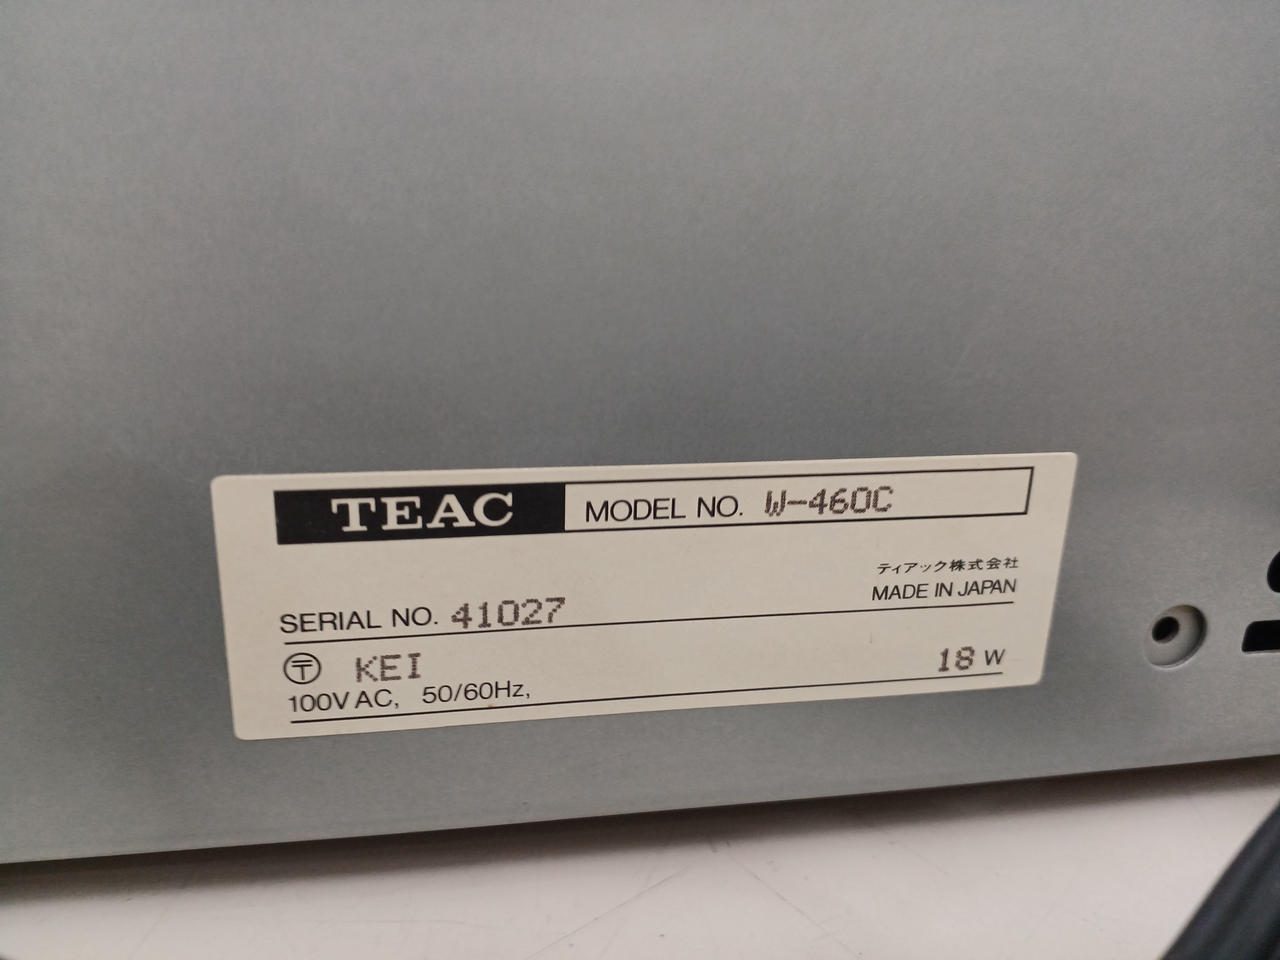 TEAC MODEL NO. W-460C
ティアック株式会社
SERIAL NO. 41027 MADE IN JAPAN
〒 KEI 18 W
100V AC, 50/60Hz,